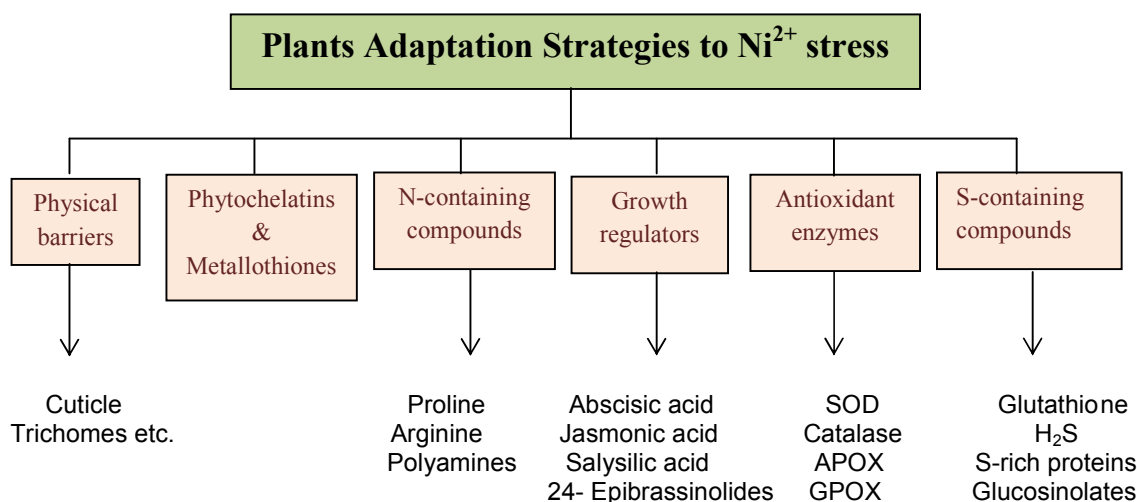 Plants Adaptation Strategies to Ni²⁺ stress
Physical
barriers
Phytochelatins
&
Metallothiones
N-containing
compounds
Growth
regulators
Antioxidant
enzymes
S-containing
compounds
Cuticle
Trichomes etc.
Proline
Arginine
Polyamines
Abscisic acid
Jasmonic acid
Salysilic acid
24- Epibrassinolides
SOD
Catalase
APOX
GPOX
Glutathione
H₂S
S-rich proteins
Glucosinolates